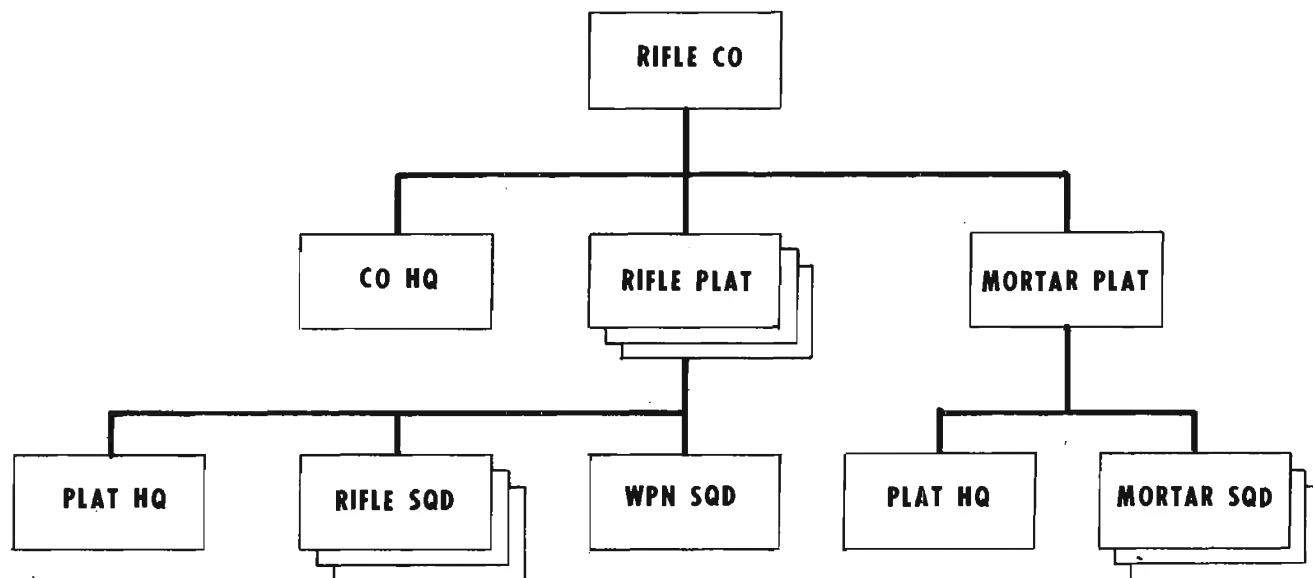 RIFLE CO
CO HQ
RIFLE PLAT
MORTAR PLAT
PLAT HQ
RIFLE SQD
WPN SQD
PLAT HQ
MORTAR SQD